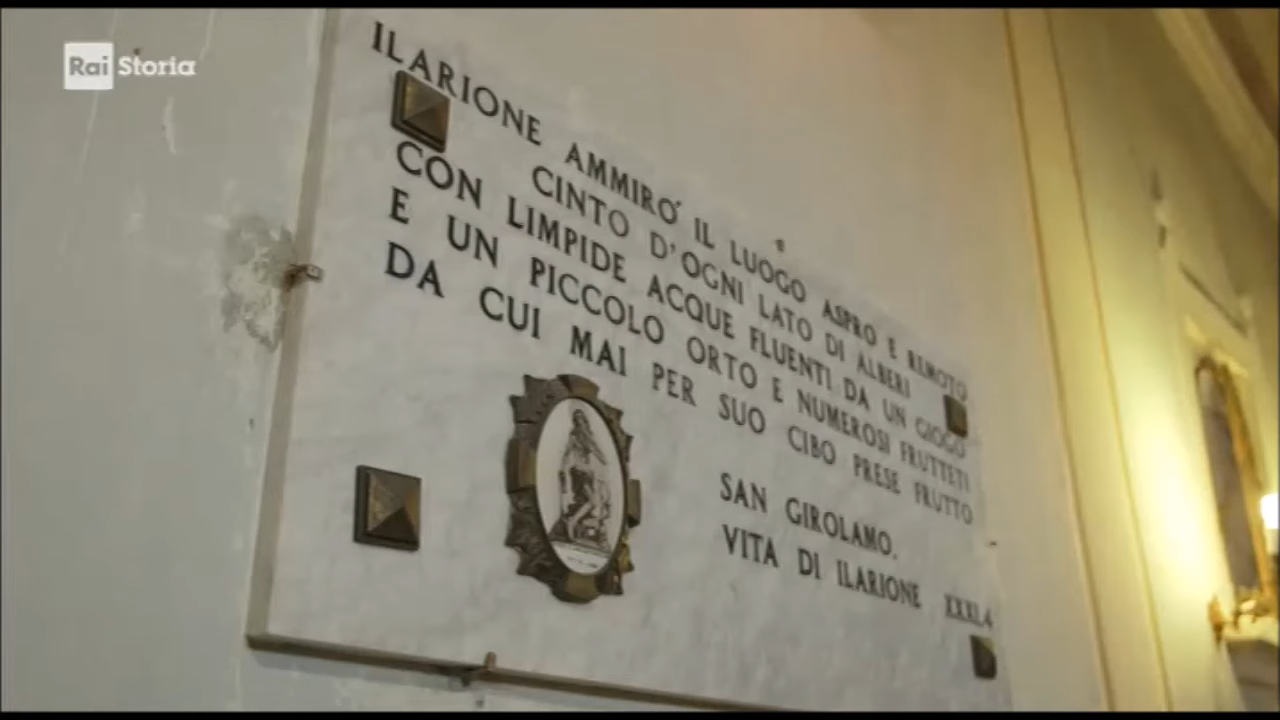 Rai Storia
ILARIONE AMMIRÒ IL LUOGO ASPRO E REMOTO
CINTO D'OGNI LATO DI ALBERI
CON LIMPIDE ACQUE FLUENTI DA UN GIOGO
E UN PICCOLO ORTO E NUMEROSI FRUTTETI
DA CUI MAI PER SUO CIBO PRESE FRUTTO
SAN GIROLAMO.
VITA DI ILARIONE XXXI,4